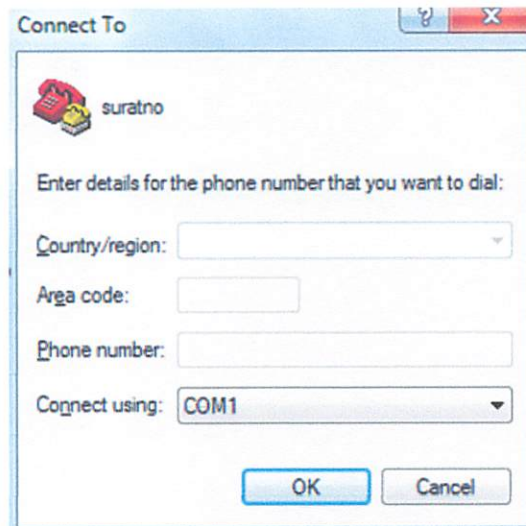 Connect To
suratno
Enter details for the phone number that you want to dial:
Country/region:
Area code:
Phone number:
Connect using: COM1
OK Cancel